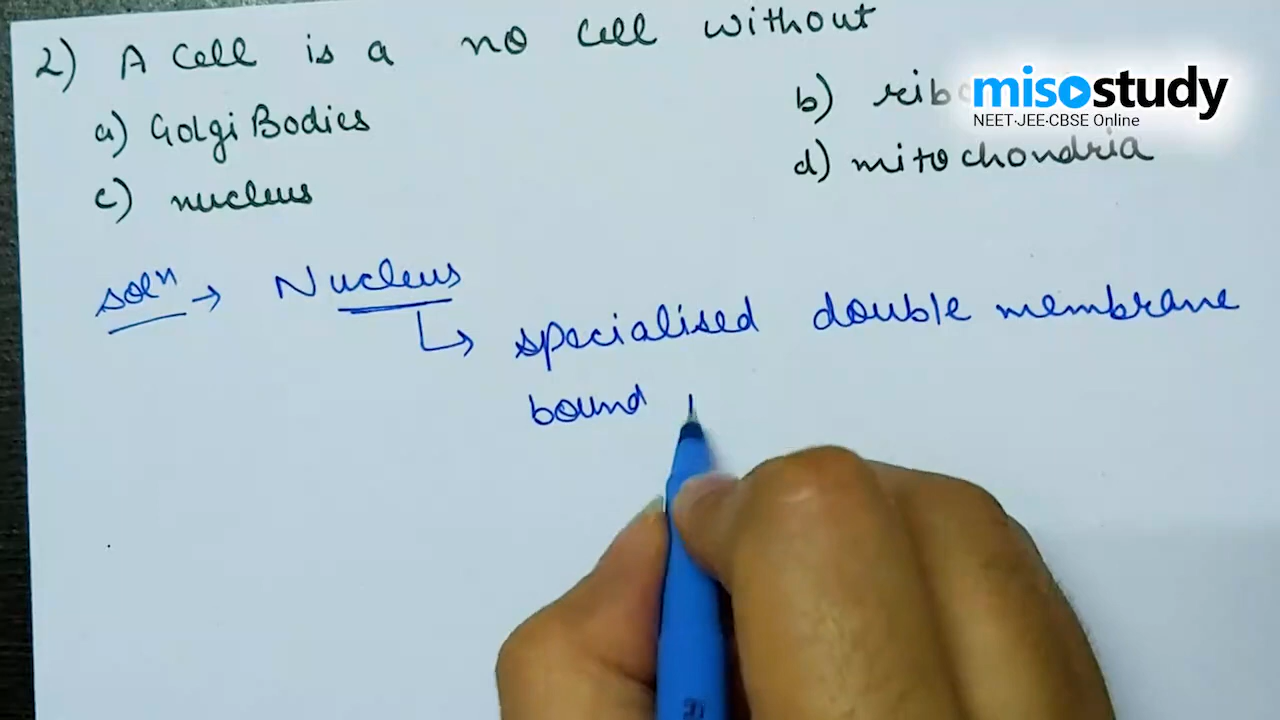 2) A cell is a no cell without
a) Golgi Bodies
b)
misostudy
NEET·JEE·CBSE Online
c) nucleus
d) mitochondria
solⁿ → Nucleus
↳ specialised double membrane
bound